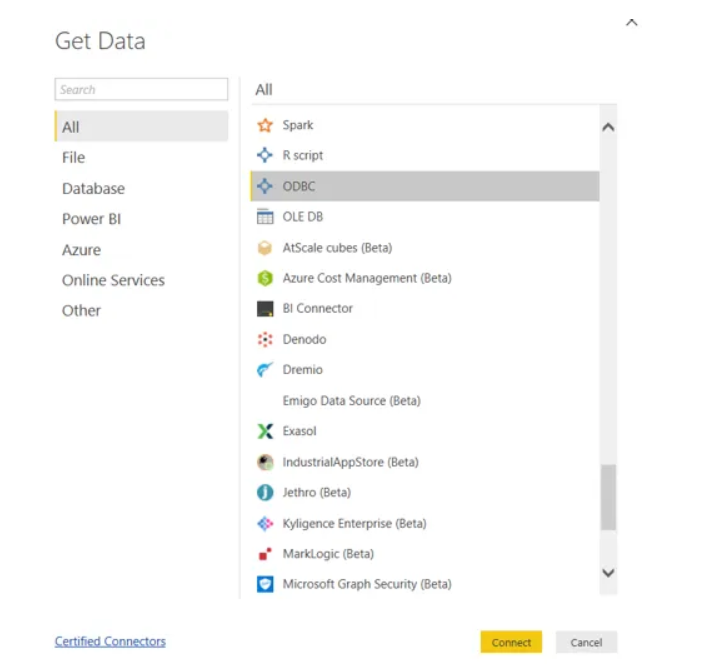 Get Data
Search
All
File
Database
Power BI
Azure
Online Services
Other
All
Spark
R script
ODBC
OLE DB
AtScale cubes (Beta)
Azure Cost Management (Beta)
BI Connector
Denodo
Dremio
Emigo Data Source (Beta)
Exasol
IndustrialAppStore (Beta)
Jethro (Beta)
Kyligence Enterprise (Beta)
MarkLogic (Beta)
Microsoft Graph Security (Beta)
Certified Connectors
Connect
Cancel